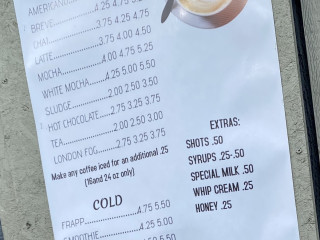 AMERICANO
BREVE..........4.25 4.75 5.25
CHAI..........3.75 4.25 4.75
LATTE..........3.75 4.00 4.50
MOCHA..........4.00 4.75 5.25
WHITE MOCHA.....4.25 5.00 5.50
SLUDGE..........2.00 2.50 3.50
HOT CHOCOLATE...2.75 3.25 3.75
TEA..........2.00 2.50 3.00
LONDON FOG.....2.75 3.25 3.75
Make any coffee iced for an additional .25
(16and 24 oz only)
COLD
FRAPP..........4.75 5.50
SMOOTHIE..........4.25 5.50
EXTRAS:
SHOTS .50
SYRUPS .25-.50
SPECIAL MILK .50
WHIP CREAM .25
HONEY .25